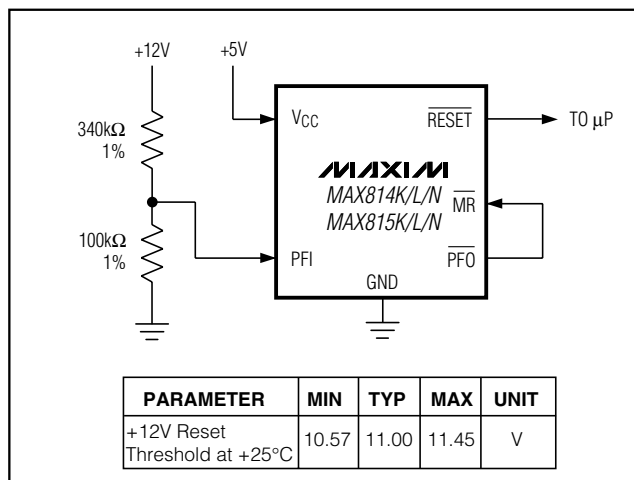 +12V +5V
340kΩ
1%
100kΩ
1%
VCC
RESET
TO μP
MAXIM
MAX814K/L/N
MAX815K/L/N
MR
PFI
PFO
GND
PARAMETER MIN TYP MAX UNIT
+12V Reset
Threshold at +25°C 10.57 11.00 11.45 V